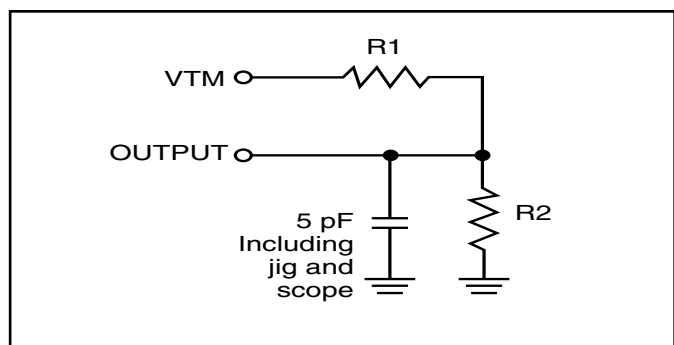 R1
VTM
OUTPUT
5 pF
Including
jig and
scope
R2